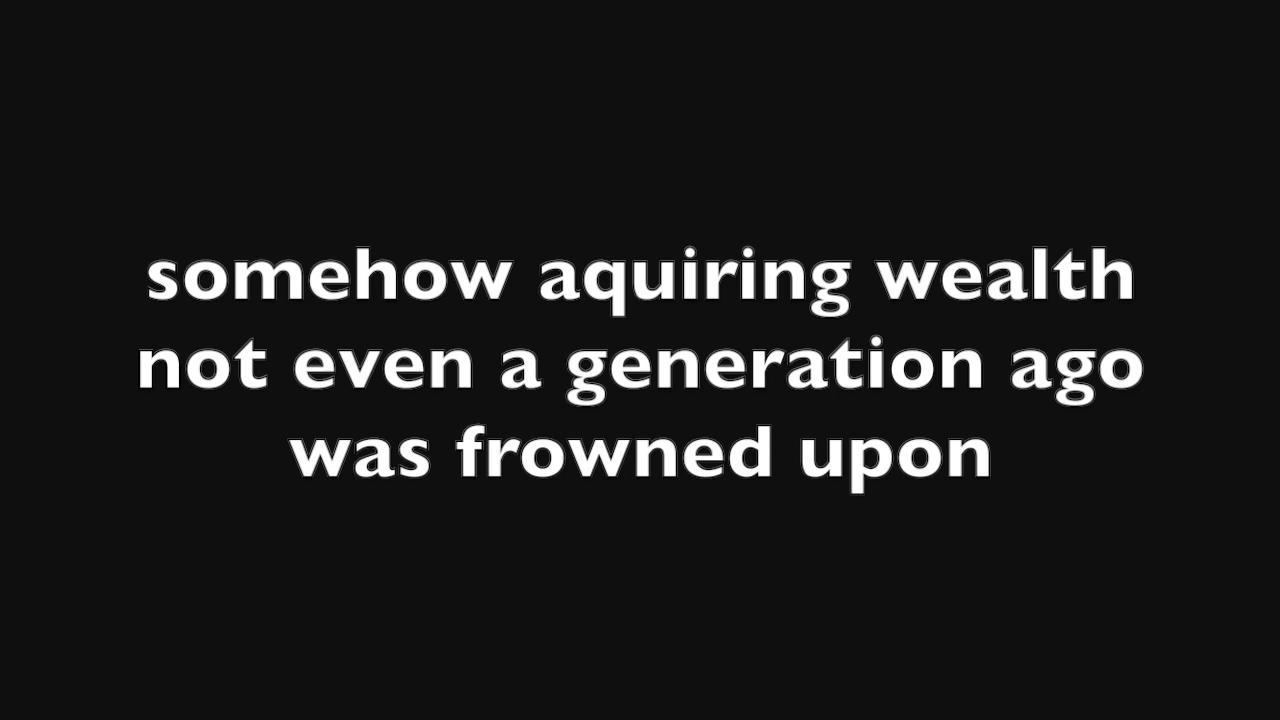 somehow aquiring wealth
not even a generation ago
was frowned upon